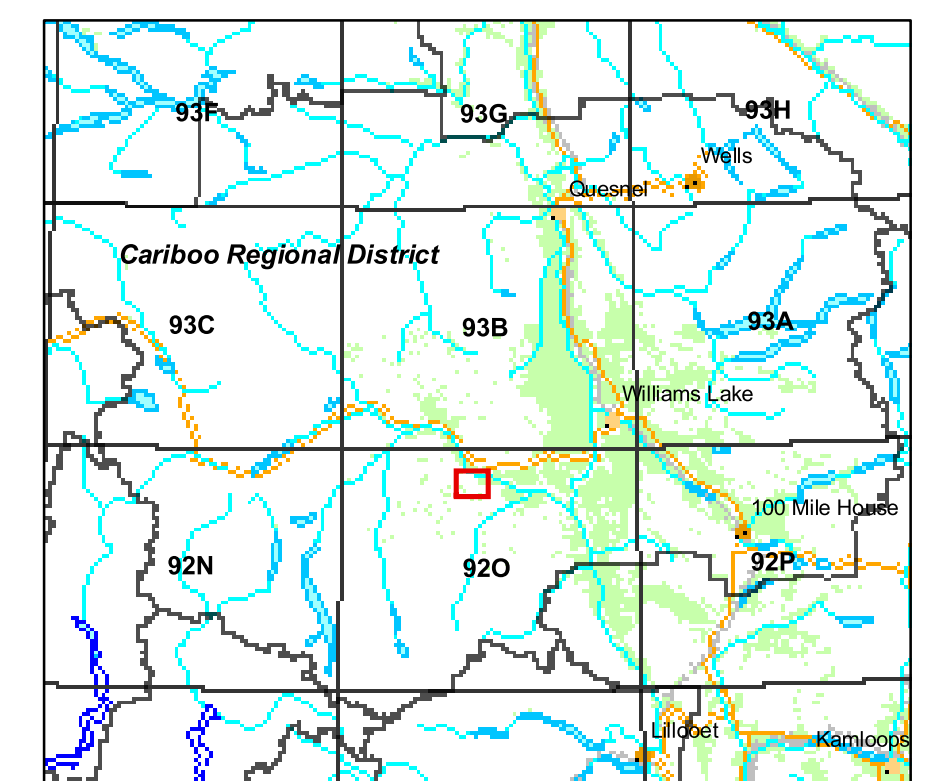 93F
93G
93H
Wells
Quesnel
Cariboo Regional District
93C
93B
93A
Williams Lake
100 Mile House
92N
92O
92P
Lillooet
Kamloops